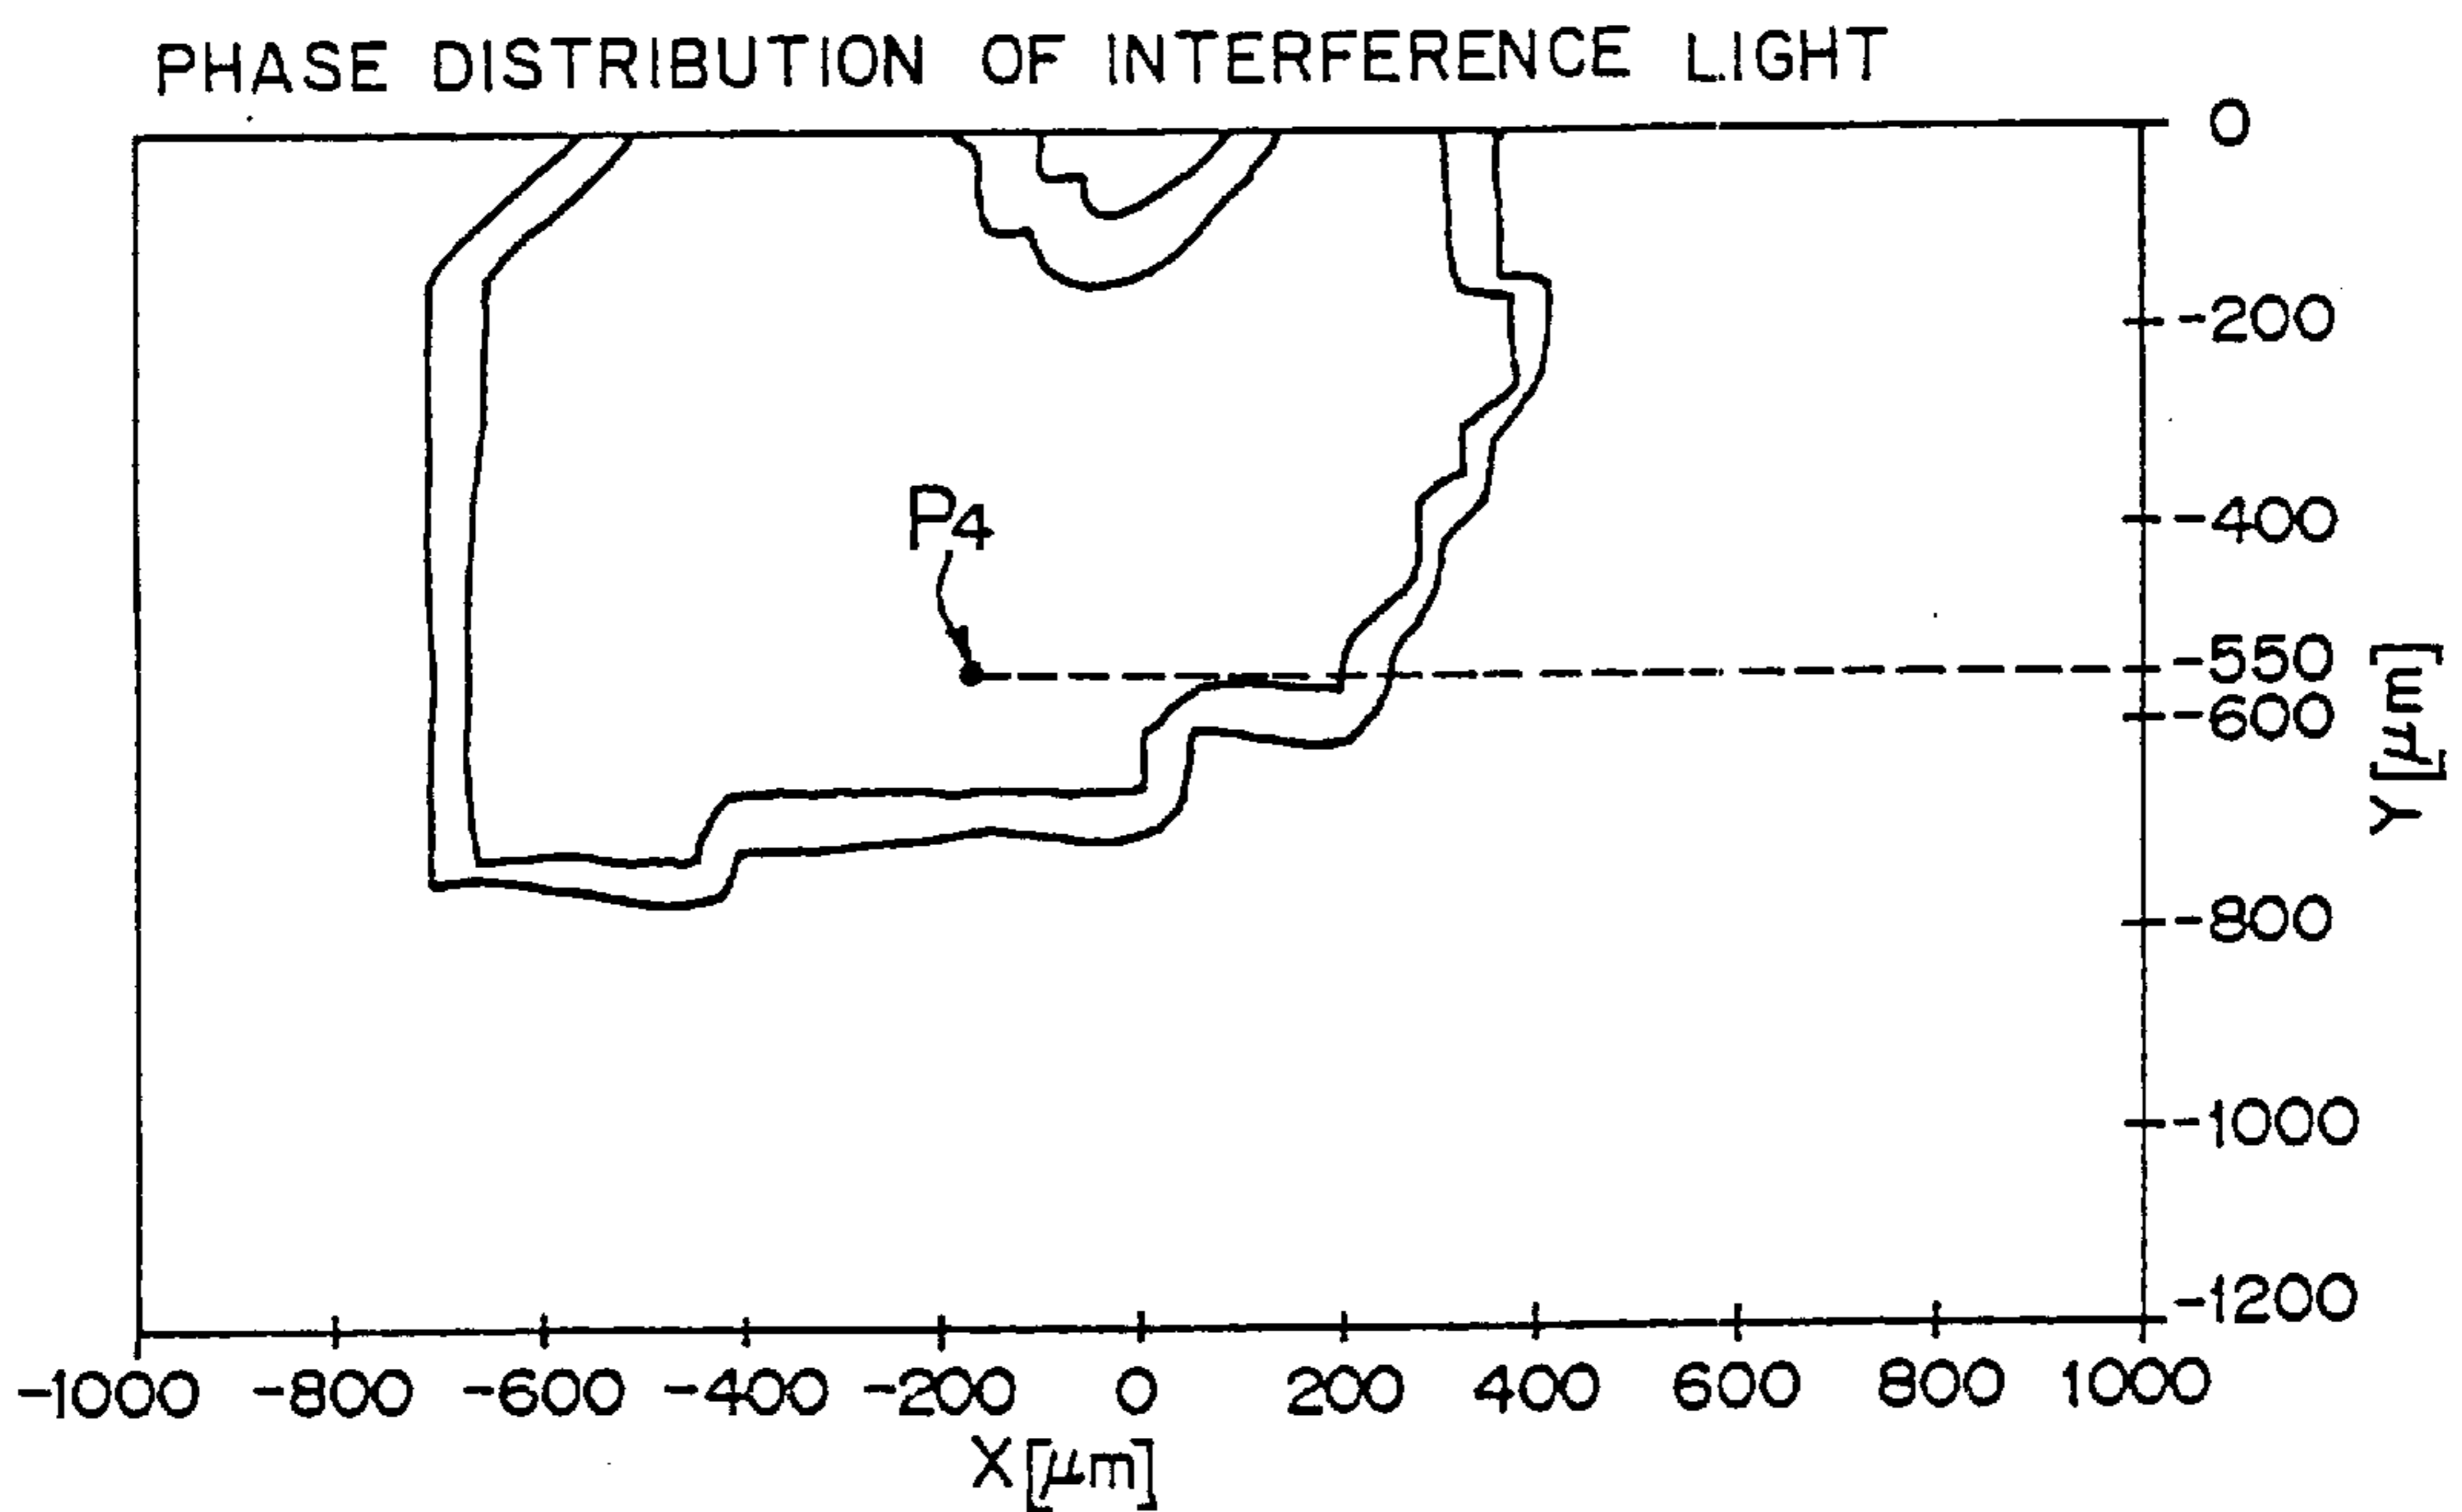 PHASE DISTRIBUTION OF INTERFERENCE LIGHT
0
-200
P4
-400
-550
-600
Y[μm]
-800
-1000
-1200
-1000 -800 -600 -400 -200 0 200 400 600 800 1000
X[μm]